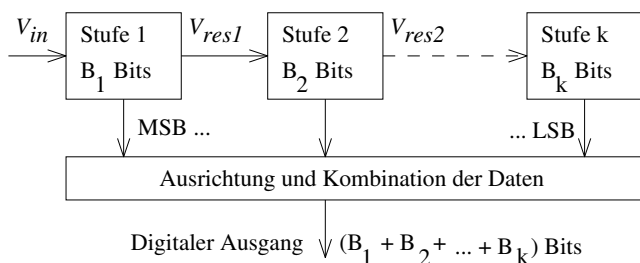 V_in Stufe 1 V_res1 Stufe 2 V_res2 Stufe k
B_1 Bits B_2 Bits B_k Bits
MSB ... ... LSB
Ausrichtung und Kombination der Daten
Digitaler Ausgang (B_1 + B_2 + ... + B_k) Bits